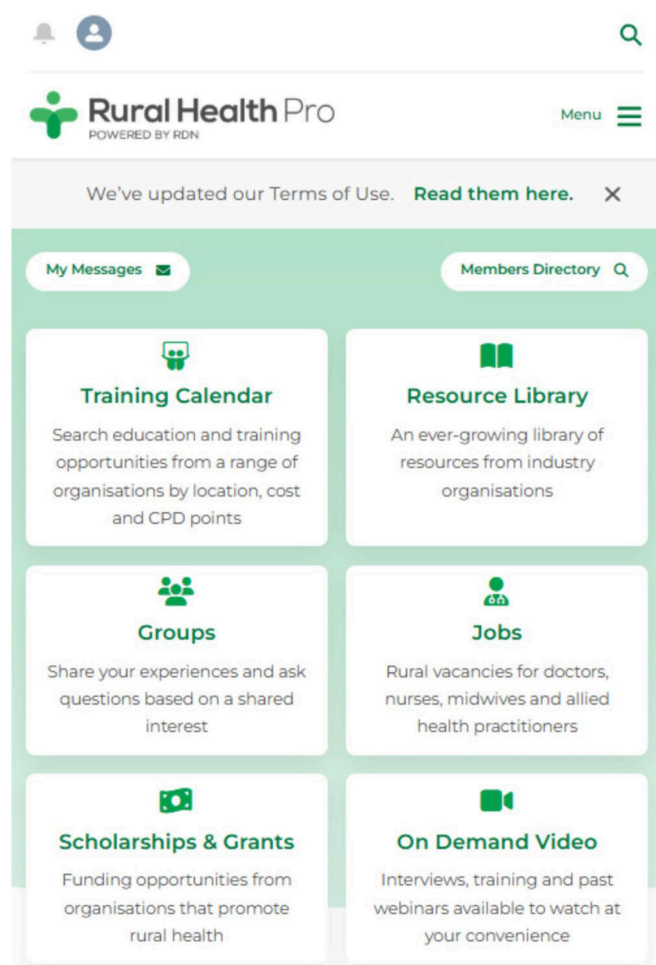 Rural Health Pro
POWERED BY RDN
Menu
We've updated our Terms of Use. Read them here.
My Messages
Members Directory
Training Calendar
Search education and training
opportunities from a range of
organisations by location, cost
and CPD points
Resource Library
An ever-growing library of
resources from industry
organisations
Groups
Share your experiences and ask
questions based on a shared
interest
Jobs
Rural vacancies for doctors,
nurses, midwives and allied
health practitioners
Scholarships & Grants
Funding opportunities from
organisations that promote
rural health
On Demand Video
Interviews, training and past
webinars available to watch at
your convenience